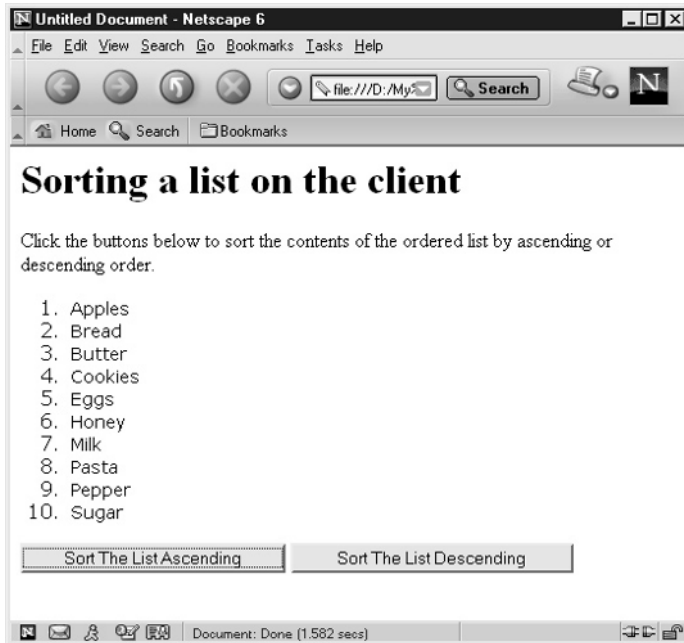 N Untitled Document - Netscape 6
File Edit View Search Go Bookmarks Tasks Help
file:///D:/My Search N
Home Search Bookmarks
Sorting a list on the client
Click the buttons below to sort the contents of the ordered list by ascending or
descending order.
1. Apples
2. Bread
3. Butter
4. Cookies
5. Eggs
6. Honey
7. Milk
8. Pasta
9. Pepper
10. Sugar
Sort The List Ascending Sort The List Descending
N Document: Done (1.582 secs)